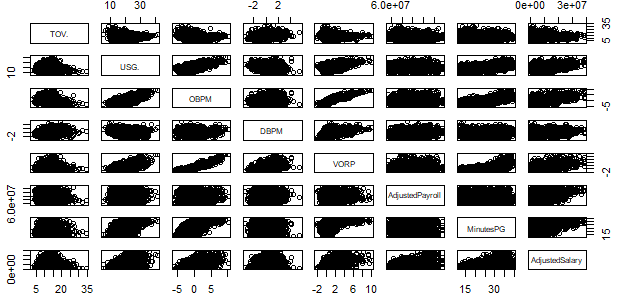 10 30
-2 2
6.0e+07
0e+00 3e+07
TOV.
5 35
10
USG.
OBPM
-5
-2
DBPM
VORP
-2
6.0e+07
AdjustedPayroll
MinutesPG
15
0e+00
AdjustedSalary
5 20 35
-5 0 5
-2 2 6 10
15 30